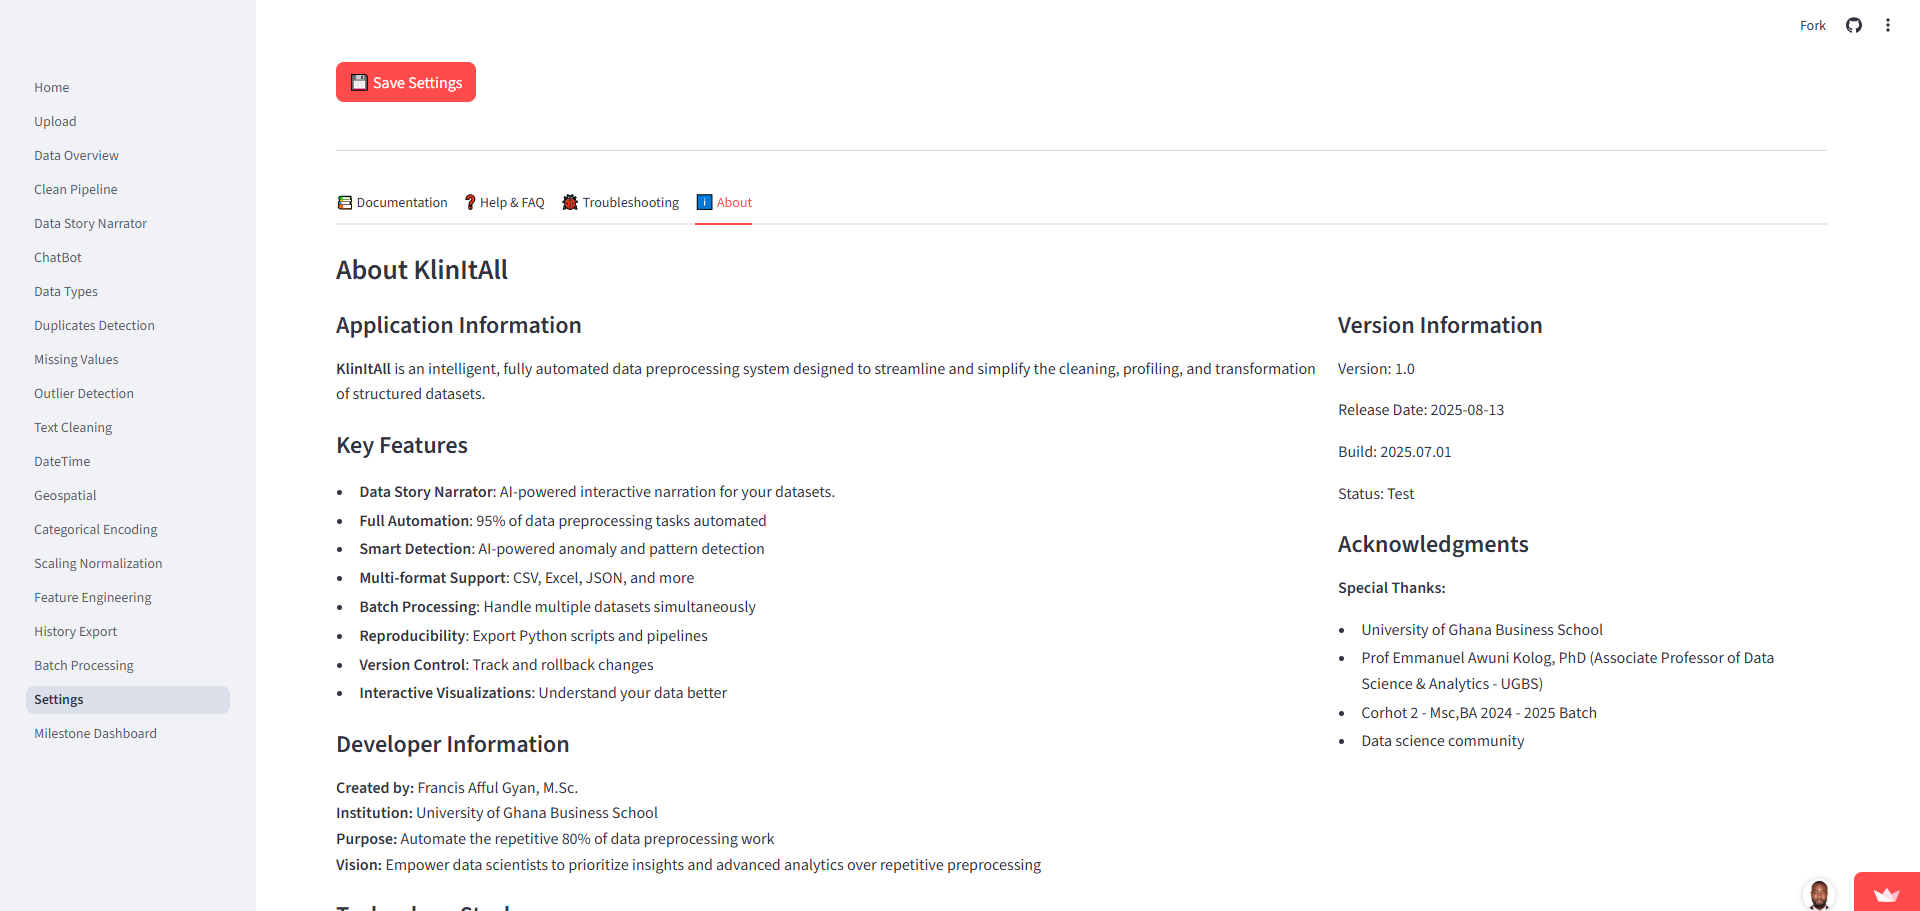 Fork
Home
Upload
Data Overview
Clean Pipeline
Data Story Narrator
ChatBot
Data Types
Duplicates Detection
Missing Values
Outlier Detection
Text Cleaning
DateTime
Geospatial
Categorical Encoding
Scaling Normalization
Feature Engineering
History Export
Batch Processing
Settings
Milestone Dashboard
Save Settings
Documentation
Help & FAQ
Troubleshooting
About
About KlinItAll
Application Information
KlinItAll is an intelligent, fully automated data preprocessing system designed to streamline and simplify the cleaning, profiling, and transformation
of structured datasets.
Key Features
Data Story Narrator: AI-powered interactive narration for your datasets.
Full Automation: 95% of data preprocessing tasks automated
Smart Detection: AI-powered anomaly and pattern detection
Multi-format Support: CSV, Excel, JSON, and more
Batch Processing: Handle multiple datasets simultaneously
Reproducibility: Export Python scripts and pipelines
Version Control: Track and rollback changes
Interactive Visualizations: Understand your data better
Developer Information
Created by: Francis Afful Gyan, M.Sc.
Institution: University of Ghana Business School
Purpose: Automate the repetitive 80% of data preprocessing work
Vision: Empower data scientists to prioritize insights and advanced analytics over repetitive preprocessing
Version Information
Version: 1.0
Release Date: 2025-08-13
Build: 2025.07.01
Status: Test
Acknowledgments
Special Thanks:
University of Ghana Business School
Prof Emmanuel Awuni Kolog, PhD (Associate Professor of Data
Science & Analytics - UGBS)
Corhot 2 - Msc,BA 2024 - 2025 Batch
Data science community